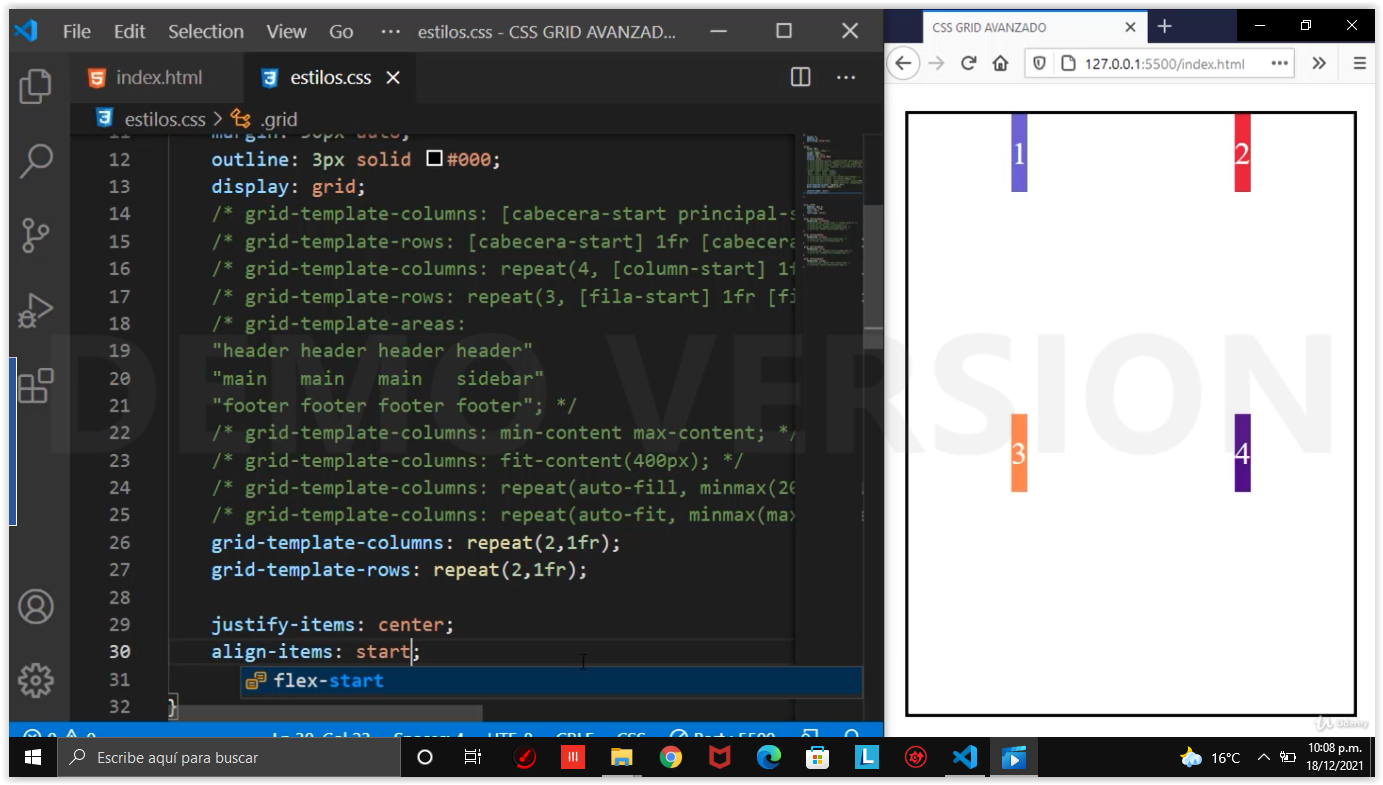 File Edit Selection View Go ··· estilos.css - CSS GRID AVANZAD...
CSS GRID AVANZADO
index.html estilos.css
127.0.0.1:5500/index.html
estilos.css > .grid
12 outline: 3px solid #000;
13 display: grid;
14 /* grid-template-columns: [cabecera-start principal-s
15 /* grid-template-rows: [cabecera-start] 1fr [cabecera
16 /* grid-template-columns: repeat(4, [column-start] 1f
17 /* grid-template-rows: repeat(3, [fila-start] 1fr [fi
18 /* grid-template-areas:
19 "header header header header"
20 "main main main sidebar"
21 "footer footer footer footer"; */
22 /* grid-template-columns: min-content max-content; */
23 /* grid-template-columns: fit-content(400px); */
24 /* grid-template-columns: repeat(auto-fill, minmax(20
25 /* grid-template-columns: repeat(auto-fit, minmax(max
26 grid-template-columns: repeat(2,1fr);
27 grid-template-rows: repeat(2,1fr);
28
29 justify-items: center;
30 align-items: start;
31 flex-start
32 }
1 2
3 4
DEMO VERSION
Udemy
Escribe aquí para buscar
16°C
10:08 p.m.
18/12/2021